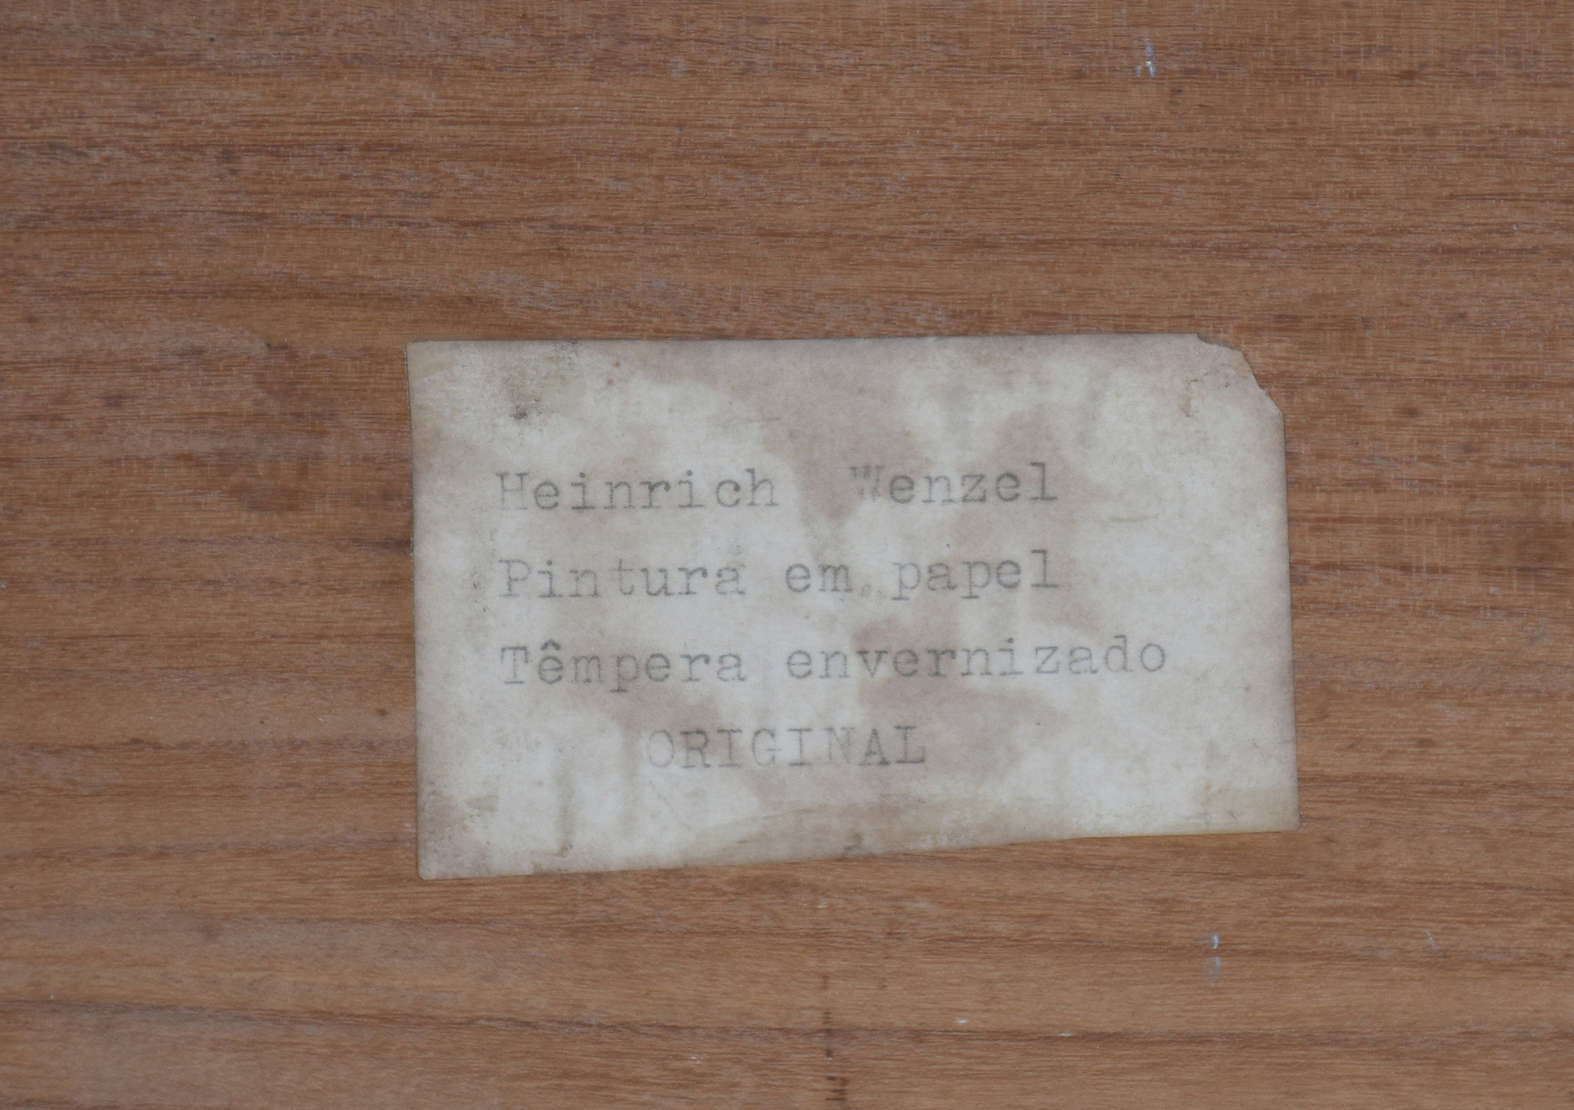 Heinrich Wenzel
Pintura em papel
Têmpera envernizado
ORIGINAL